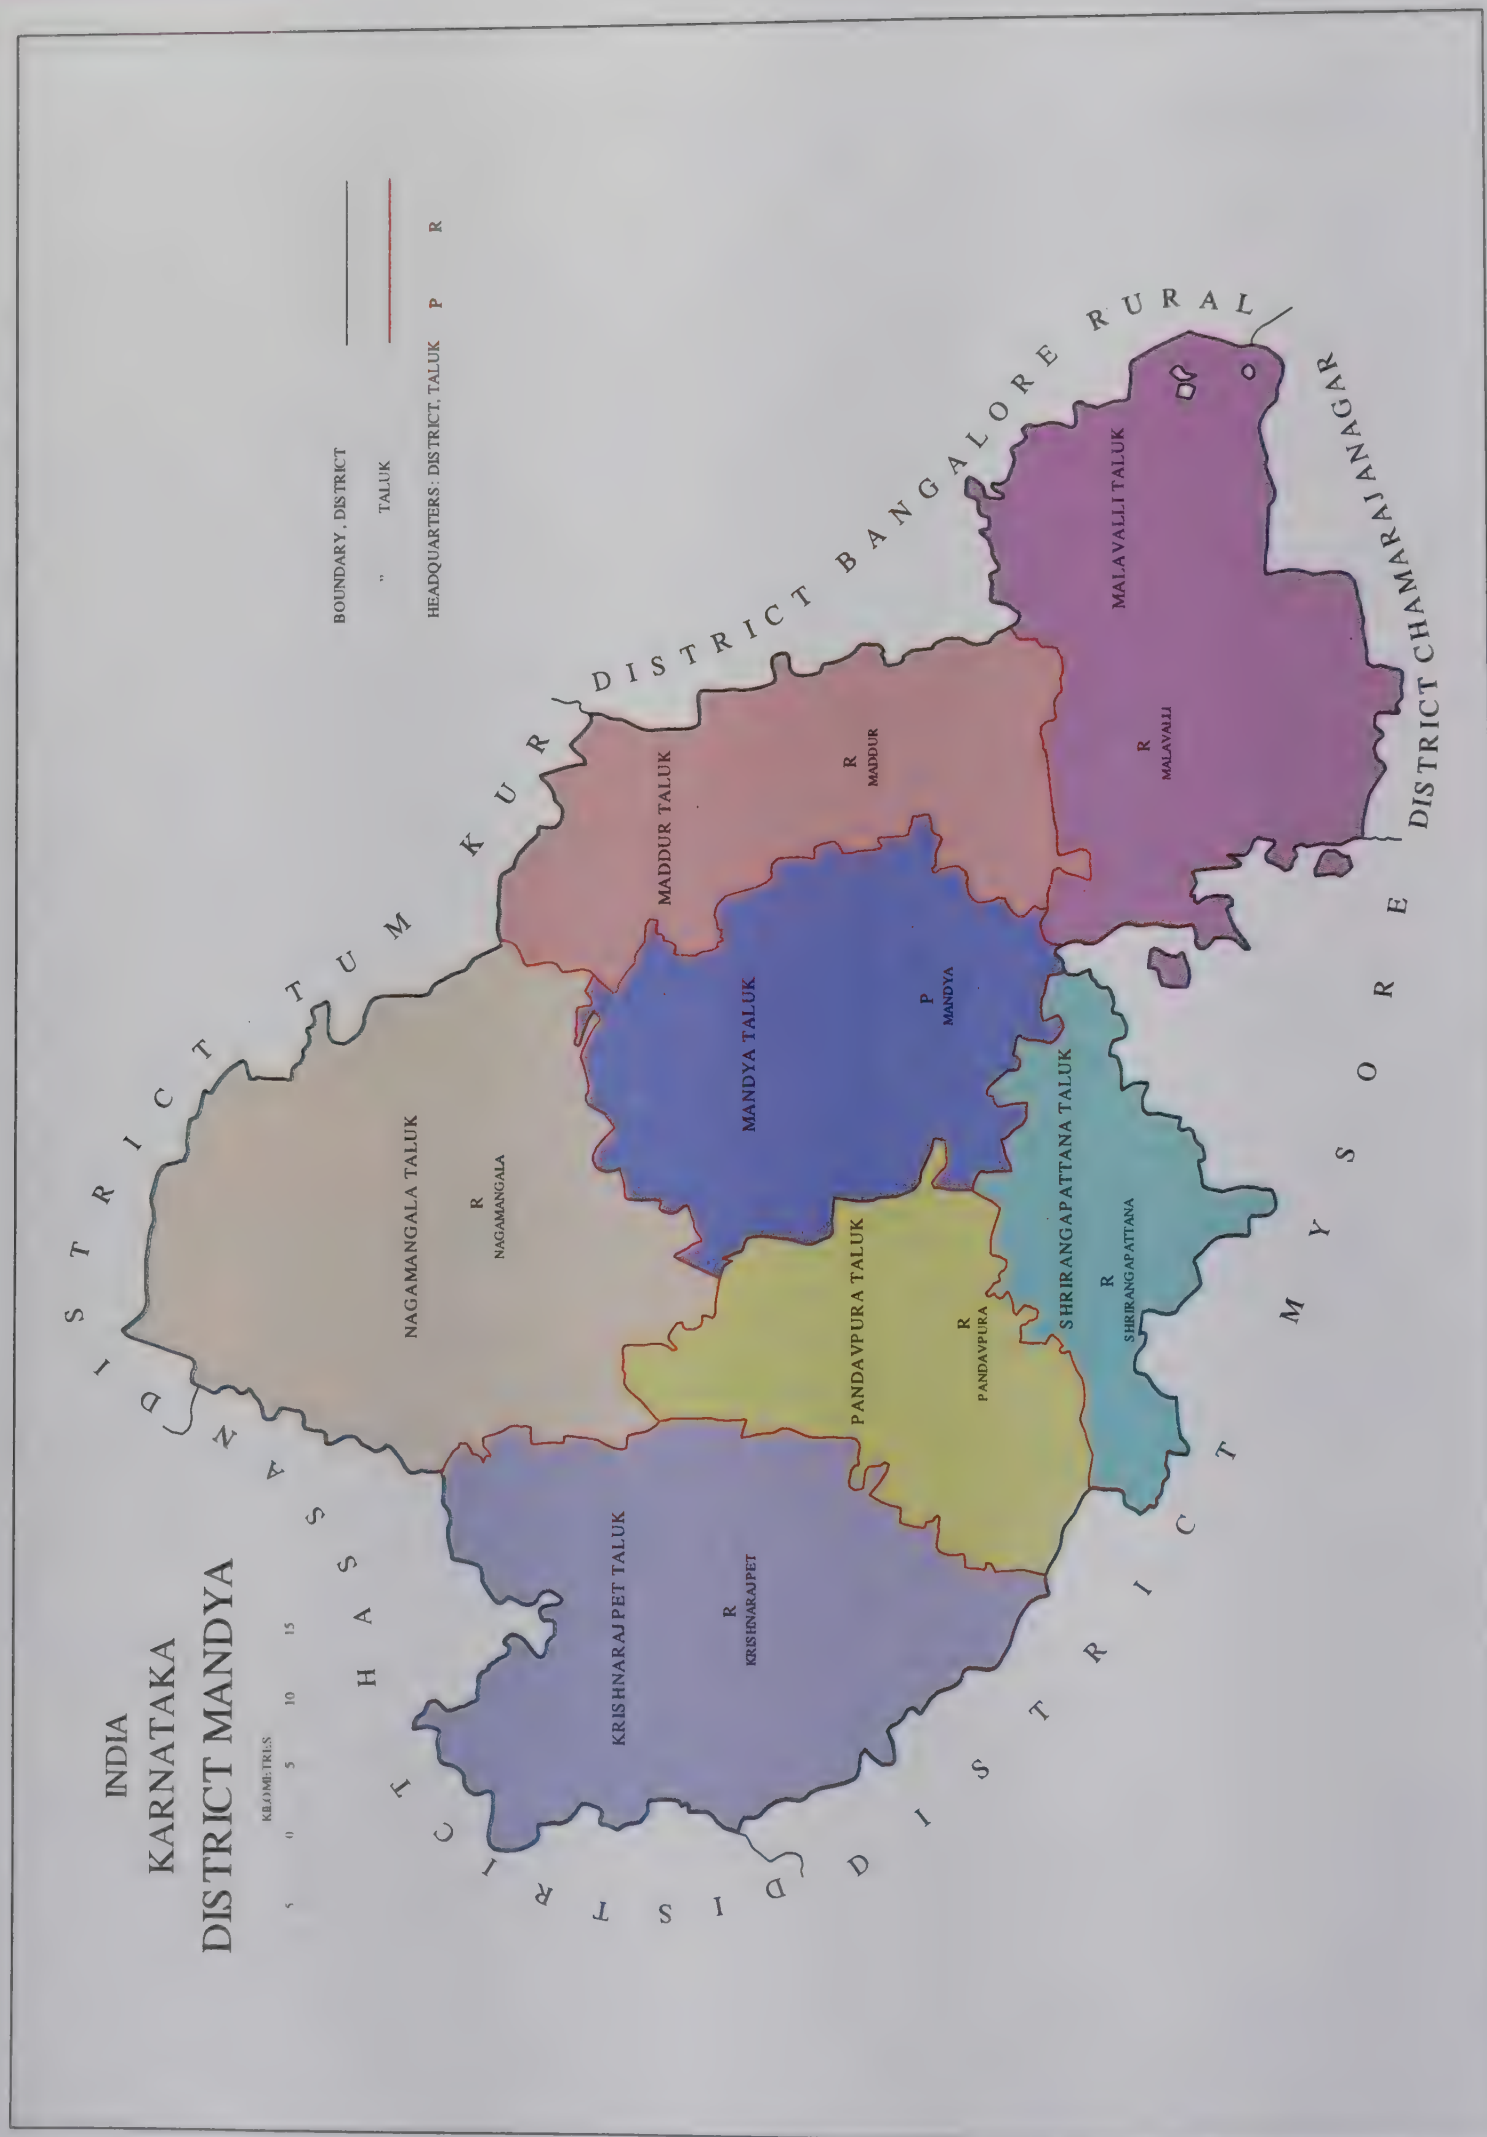 INDIA
KARNATAKA
DISTRICT MANDYA
KILOMETRES
5 0 5 10 15
BOUNDARY, DISTRICT
" TALUK
HEADQUARTERS: DISTRICT, TALUK P R
DISTRICT HASSAN
DISTRICT TUMKUR
DISTRICT BANGALORE RURAL
DISTRICT CHAMARAJANAGAR
DISTRICT MYSORE
NAGAMANGALA TALUK
R
NAGAMANGALA
KRISHNARAJPET TALUK
R
KRISHNARAJPET
MADDUR TALUK
R
MADDUR
MANDYA TALUK
P
MANDYA
PANDAVPURA TALUK
R
PANDAVPURA
SHRIRANGAPATTANA TALUK
R
SHRIRANGAPATTANA
MALAVALLI TALUK
R
MALAVALLI